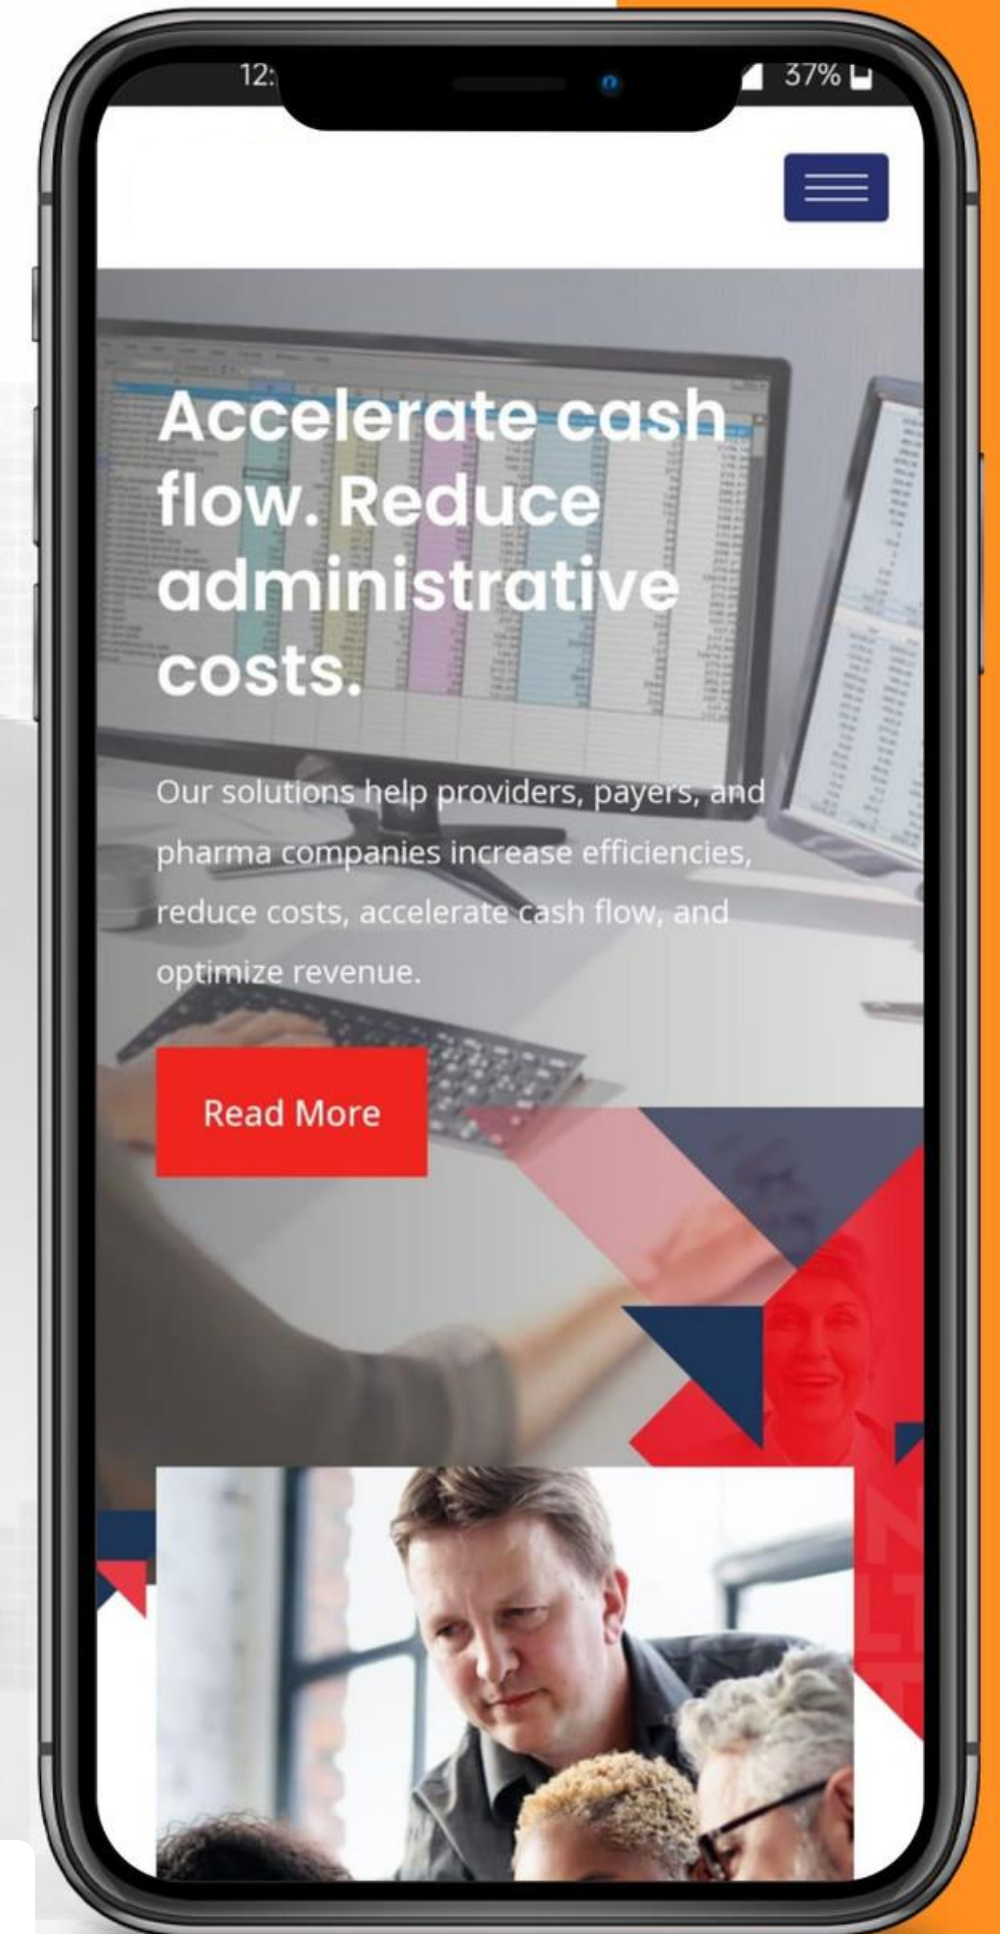 12:
37%
Accelerate cash
flow. Reduce
administrative
costs.
Our solutions help providers, payers, and
pharma companies increase efficiencies,
reduce costs, accelerate cash flow, and
optimize revenue.
Read More